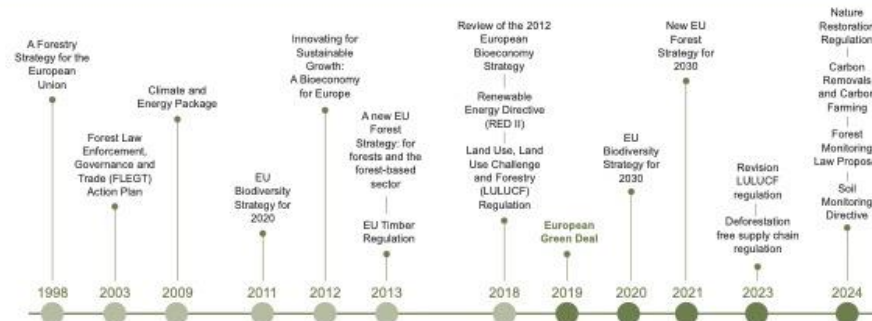 A Forestry
Strategy for the
European
Union
1998
Forest Law
Enforcement,
Governance and
Trade (FLEGT)
Action Plan
2003
Climate and
Energy Package
2009
EU
Biodiversity
Strategy for
2020
2011
Innovating for
Sustainable
Growth:
A Bioeconomy
for Europe
2012
A new EU
Forest
Strategy: for
forests and the
forest-based
sector
EU Timber
Regulation
2013
Review of the 2012
European
Bioeconomy
Strategy
Renewable
Energy Directive
(RED II)
Land Use, Land
Use Challenge
and Forestry
(LULUCF)
Regulation
2018
European
Green Deal
2019
EU
Biodiversity
Strategy for
2030
2020
New EU
Forest
Strategy for
2030
2021
Revision
LULUCF
regulation
Deforestation
free supply chain
regulation
2023
Nature
Restoration
Regulation
Carbon
Removals
and Carbon
Farming
Forest
Monitoring
Law Proposal
Soil
Monitoring
Directive
2024